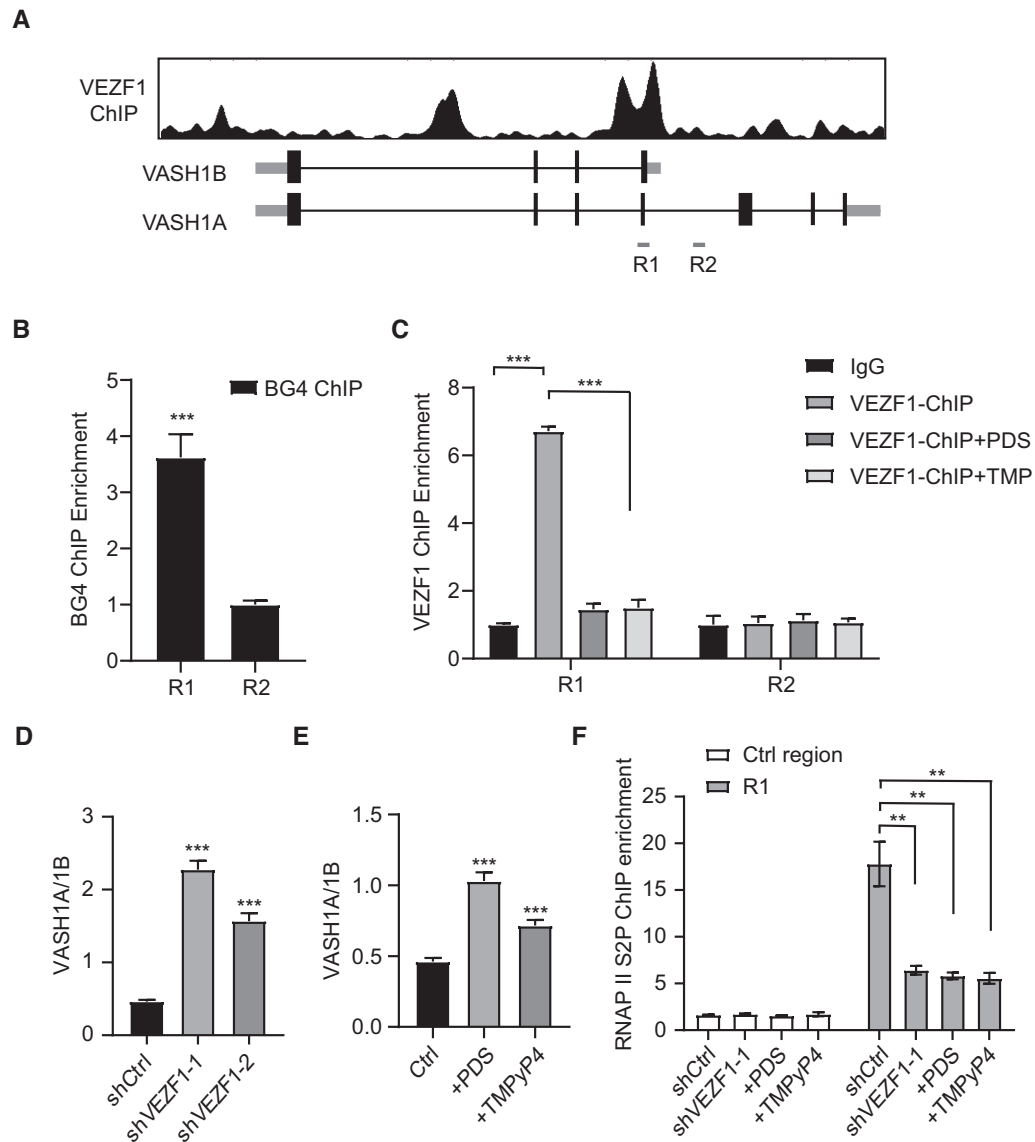 A
VEZF1
ChIP
VASH1B
VASH1A
R1
R2
B
BG4 ChIP
BG4 ChIP Enrichment
5
4
3
2
1
0
***
R1
R2
C
IgG
VEZF1-ChIP
VEZF1-ChIP+PDS
VEZF1-ChIP+TMP
VEZF1 ChIP Enrichment
8
6
4
2
0
***
***
R1
R2
D
VASH1A/1B
3
2
1
0
***
***
shCtrl
shVEZF1-1
shVEZF1-2
E
VASH1A/1B
1.5
1.0
0.5
0.0
***
***
Ctrl
+PDS
+TMPyP4
F
Ctrl region
R1
RNAP II S2P ChIP enrichment
25
20
15
10
5
0
**
**
**
shCtrl
shVEZF1-1
+PDS
+TMPyP4
shCtrl
shVEZF1-1
+PDS
+TMPyP4